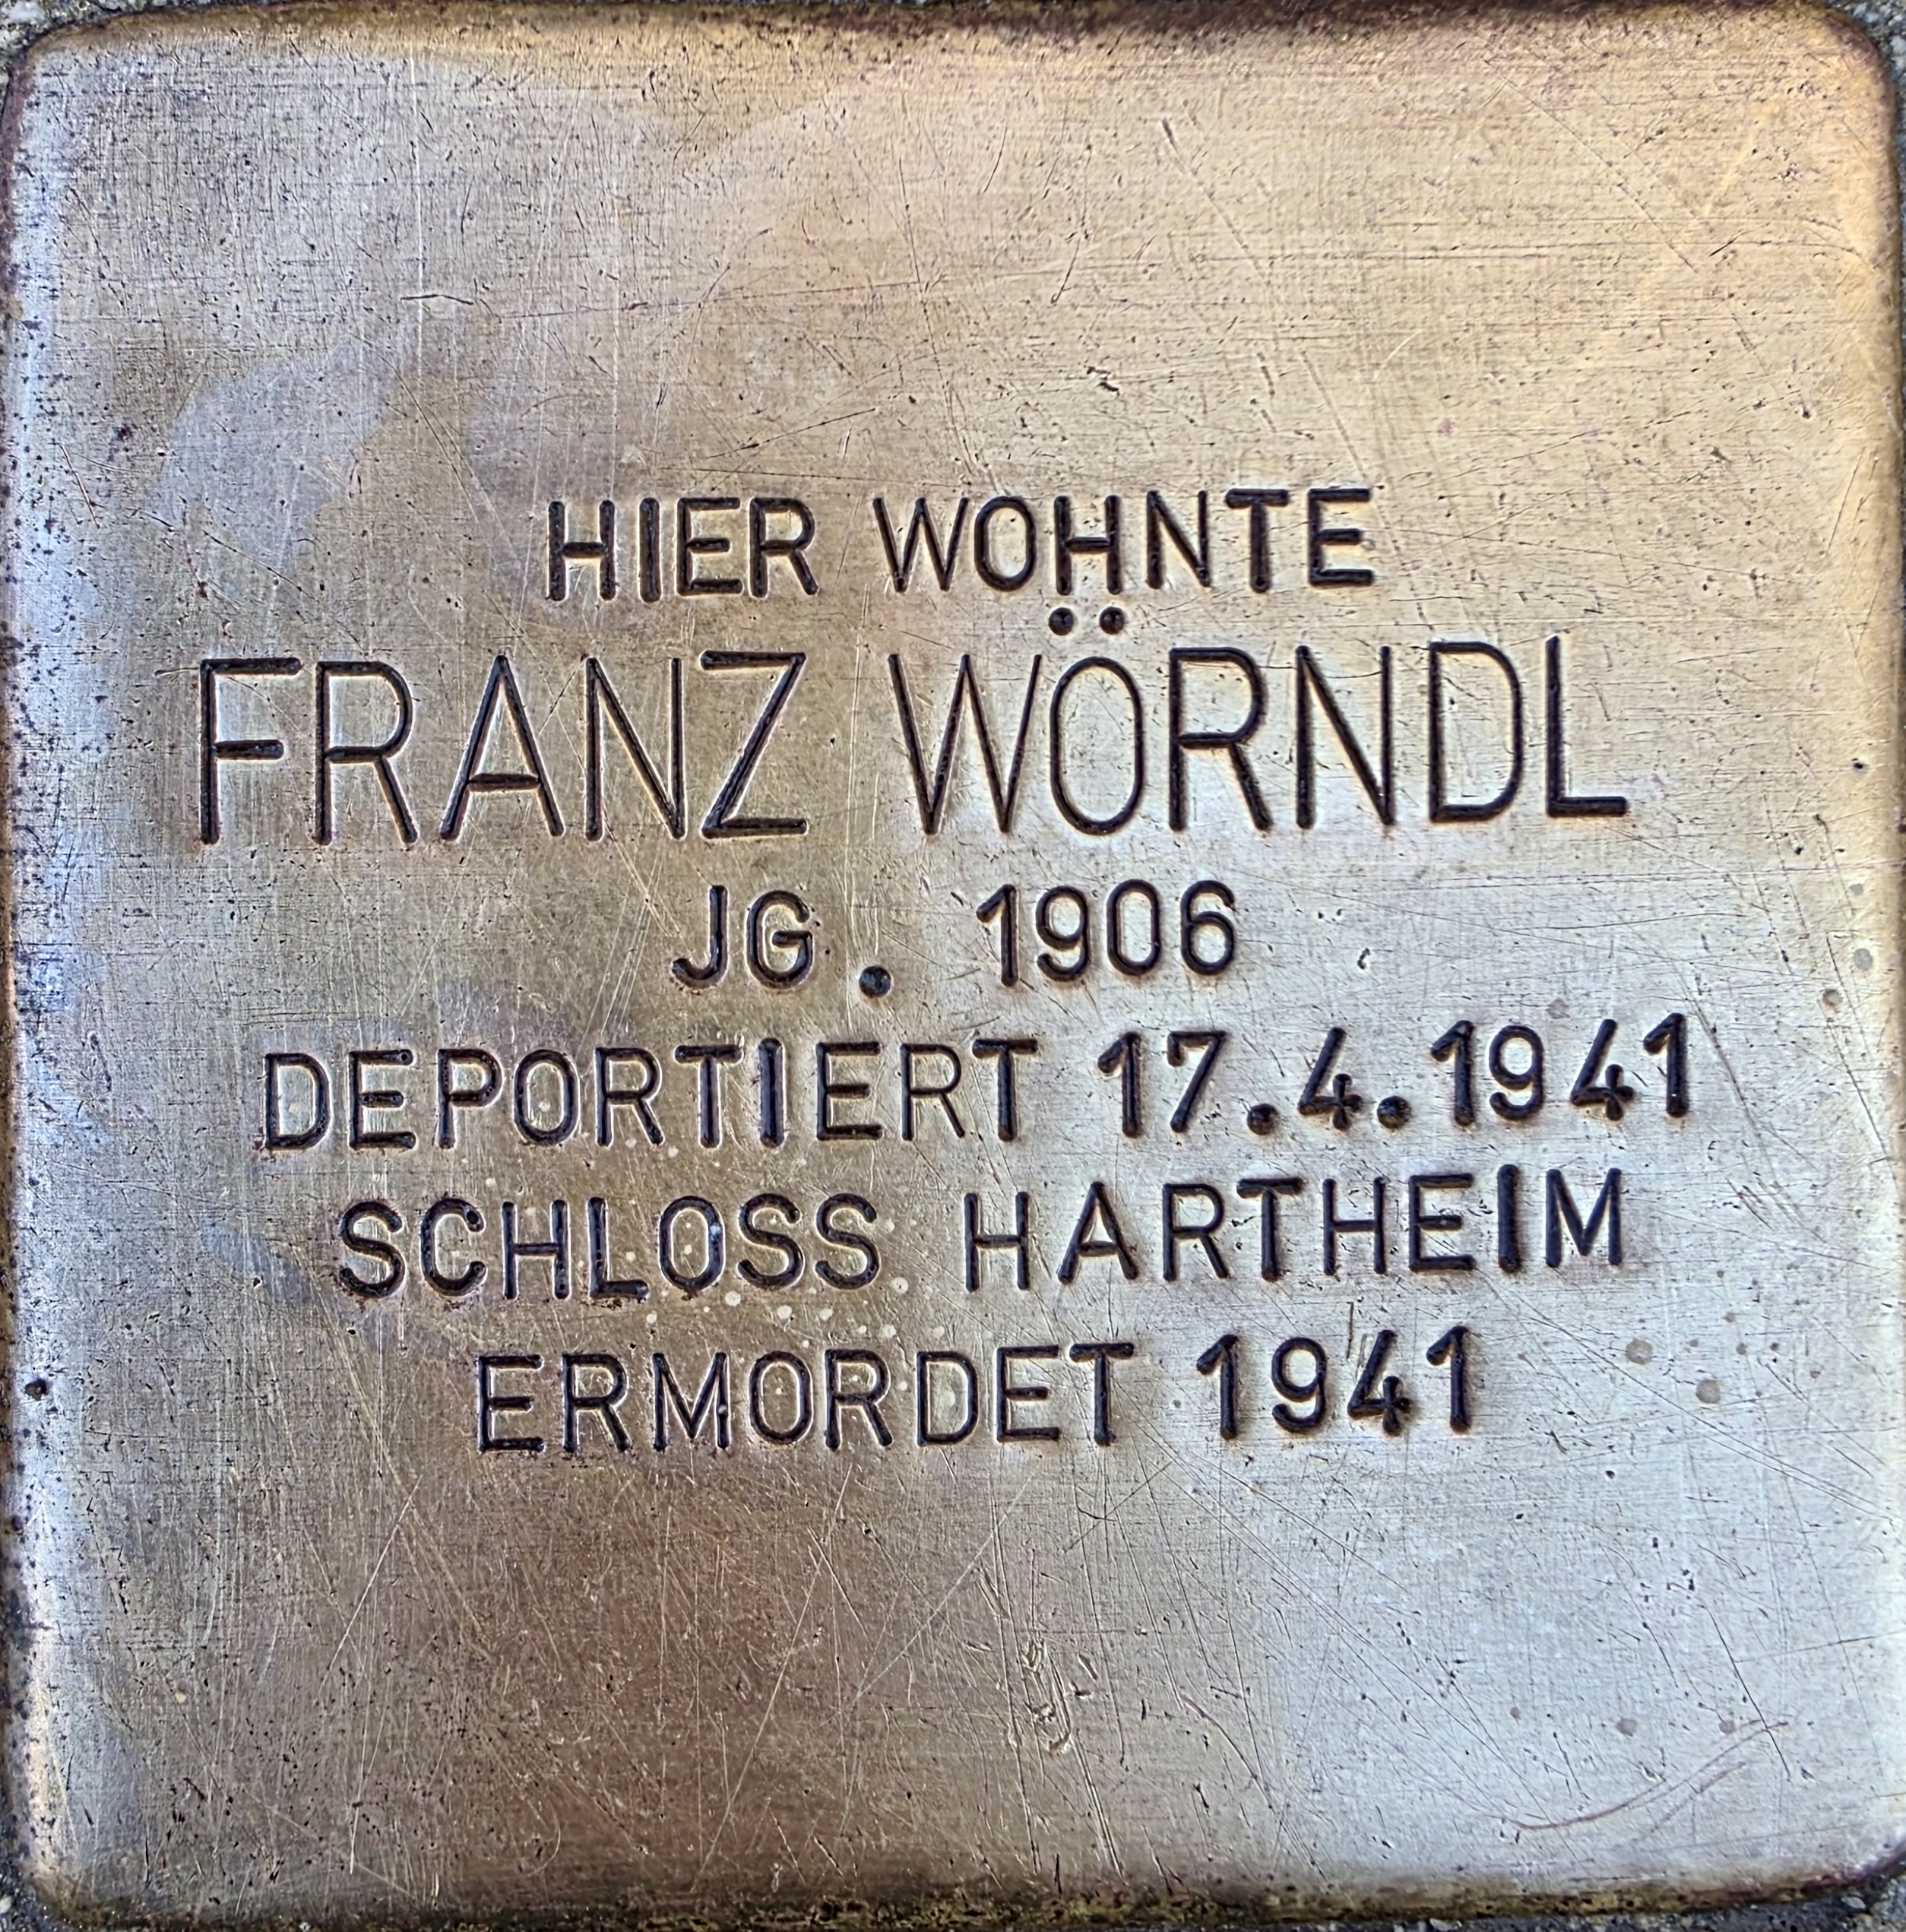 HIER WOHNTE
FRANZ WÖRNDL
JG. 1906
DEPORTIERT 17.4.1941
SCHLOSS HARTHEIM
ERMORDET 1941